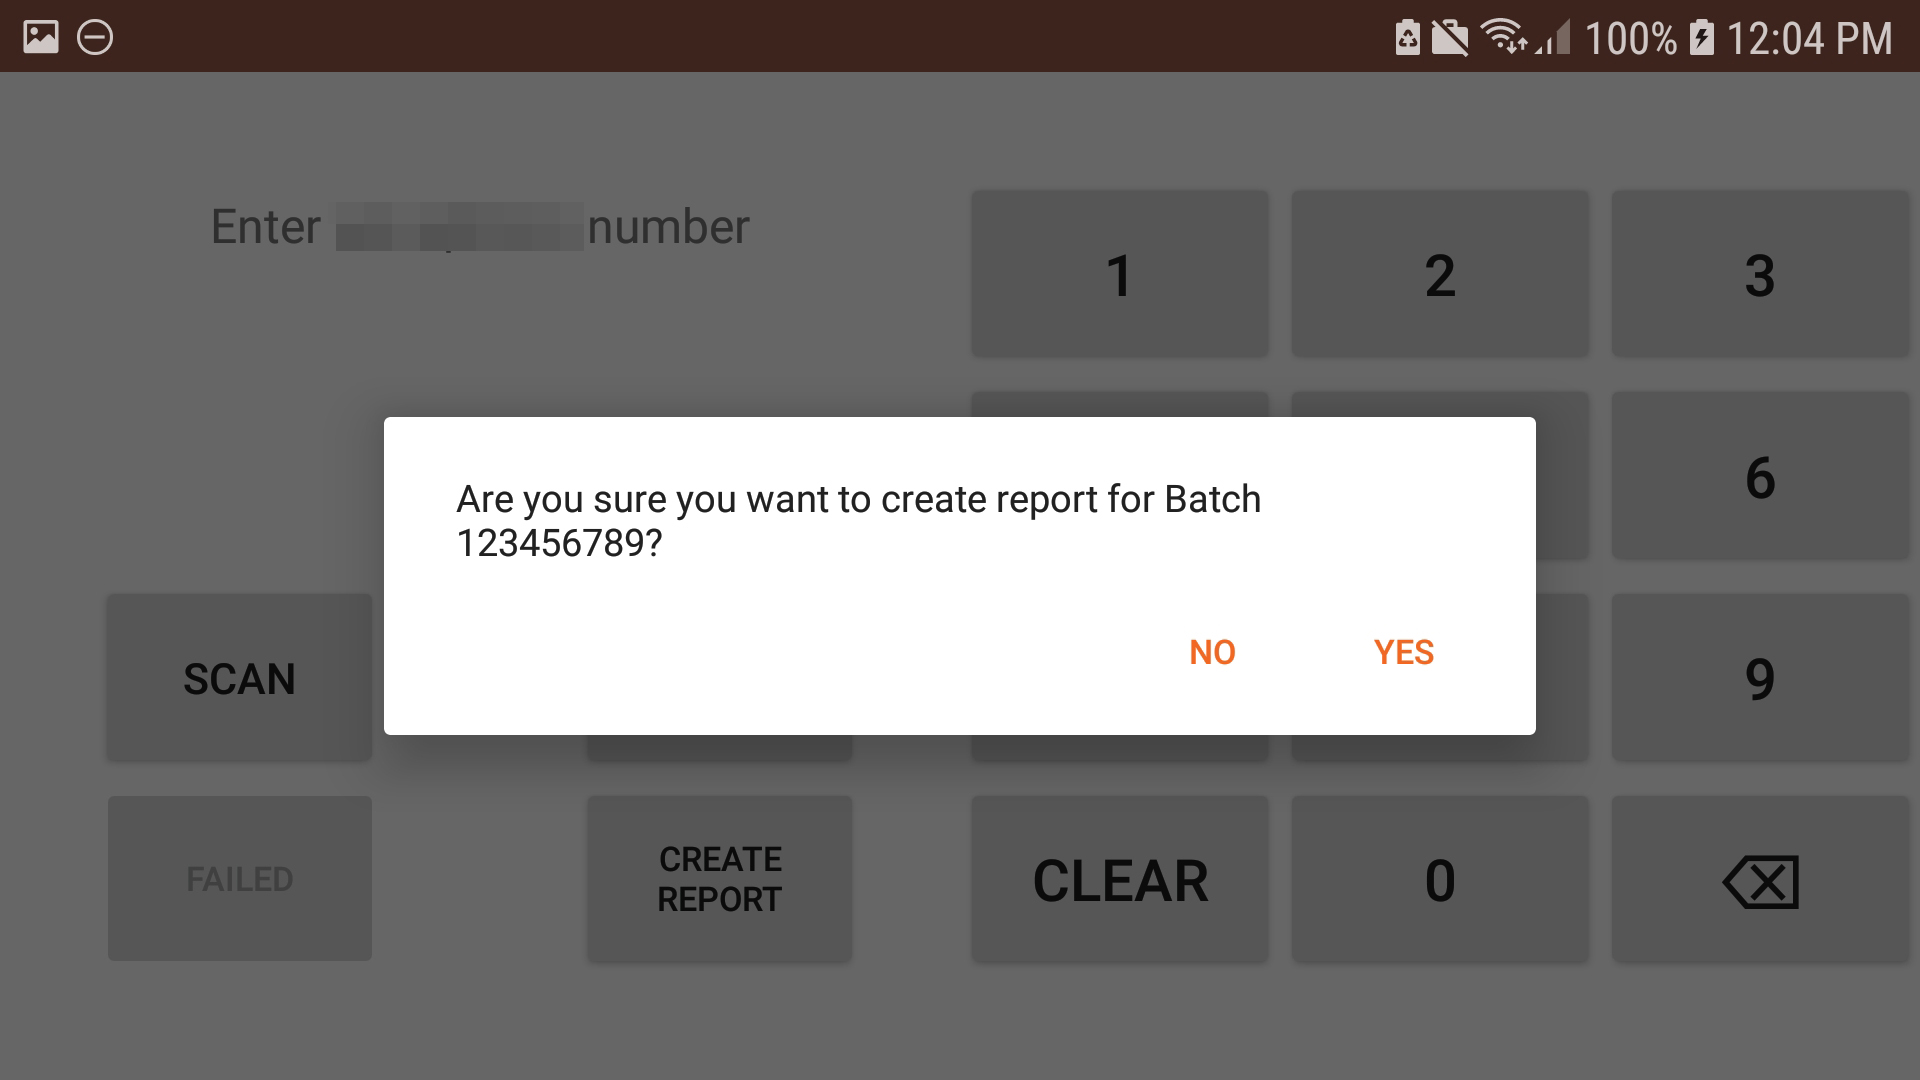 100% 12:04 PM
Enter number
1 2 3
6
Are you sure you want to create report for Batch
123456789?
NO YES
SCAN
9
FAILED
CREATE
REPORT
CLEAR 0